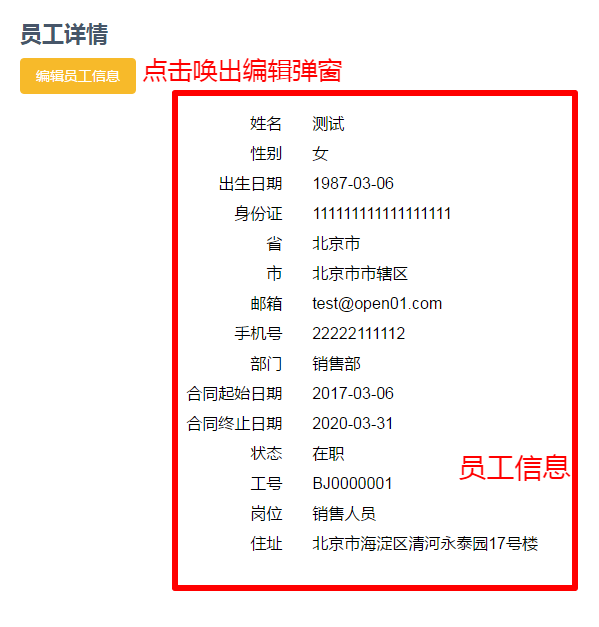 员工详情
编辑员工信息 点击唤出编辑弹窗
姓名 测试
性别 女
出生日期 1987-03-06
身份证 111111111111111111
省 北京市
市 北京市市辖区
邮箱 test@open01.com
手机号 22222111112
部门 销售部
合同起始日期 2017-03-06
合同终止日期 2020-03-31
状态 在职
员工信息
工号 BJ0000001
岗位 销售人员
住址 北京市海淀区清河永泰园17号楼